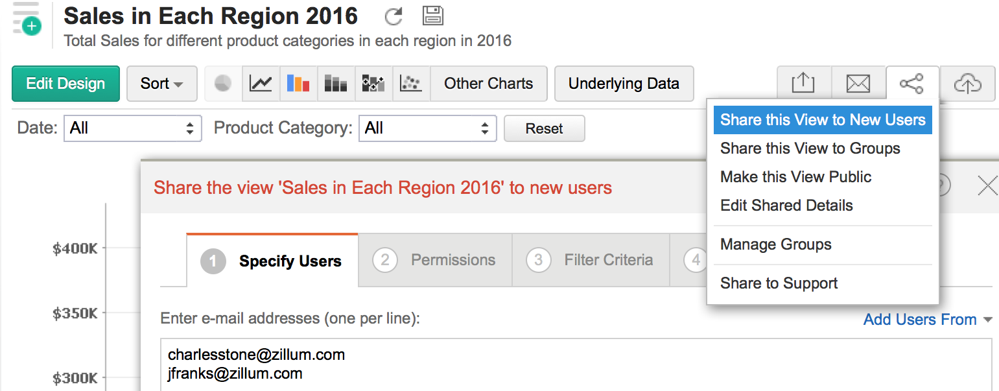 Sales in Each Region 2016
Total Sales for different product categories in each region in 2016
Edit Design
Sort
Other Charts
Underlying Data
Date: All
Product Category: All
Reset
Share this View to New Users
Share this View to Groups
Make this View Public
Edit Shared Details
Manage Groups
Share to Support
Share the view 'Sales in Each Region 2016' to new users
?
1 Specify Users
2 Permissions
3 Filter Criteria
4
Enter e-mail addresses (one per line):
Add Users From
charlesstone@zillum.com
jfranks@zillum.com
$400K
$350K
$300K